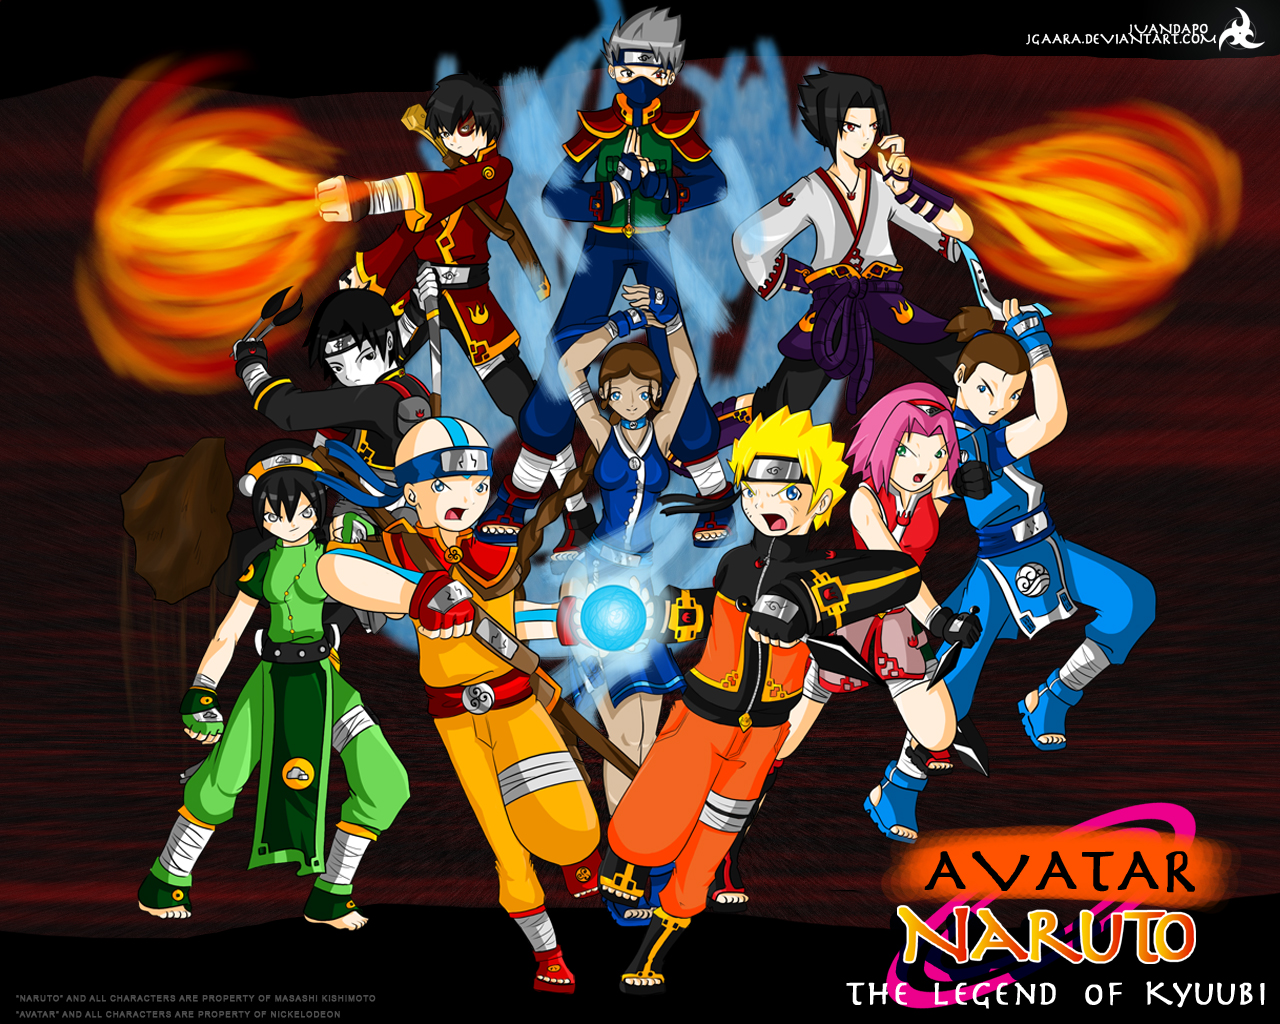 JUANDAPO
JGAARA.DEVIANTART.COM
AVATAR
NARUTO
THE LEGEND OF KYUUBI
"NARUTO" AND ALL CHARACTERS ARE PROPERTY OF MASASHI KISHIMOTO
"AVATAR" AND ALL CHARACTERS ARE PROPERTY OF NICKELODEON